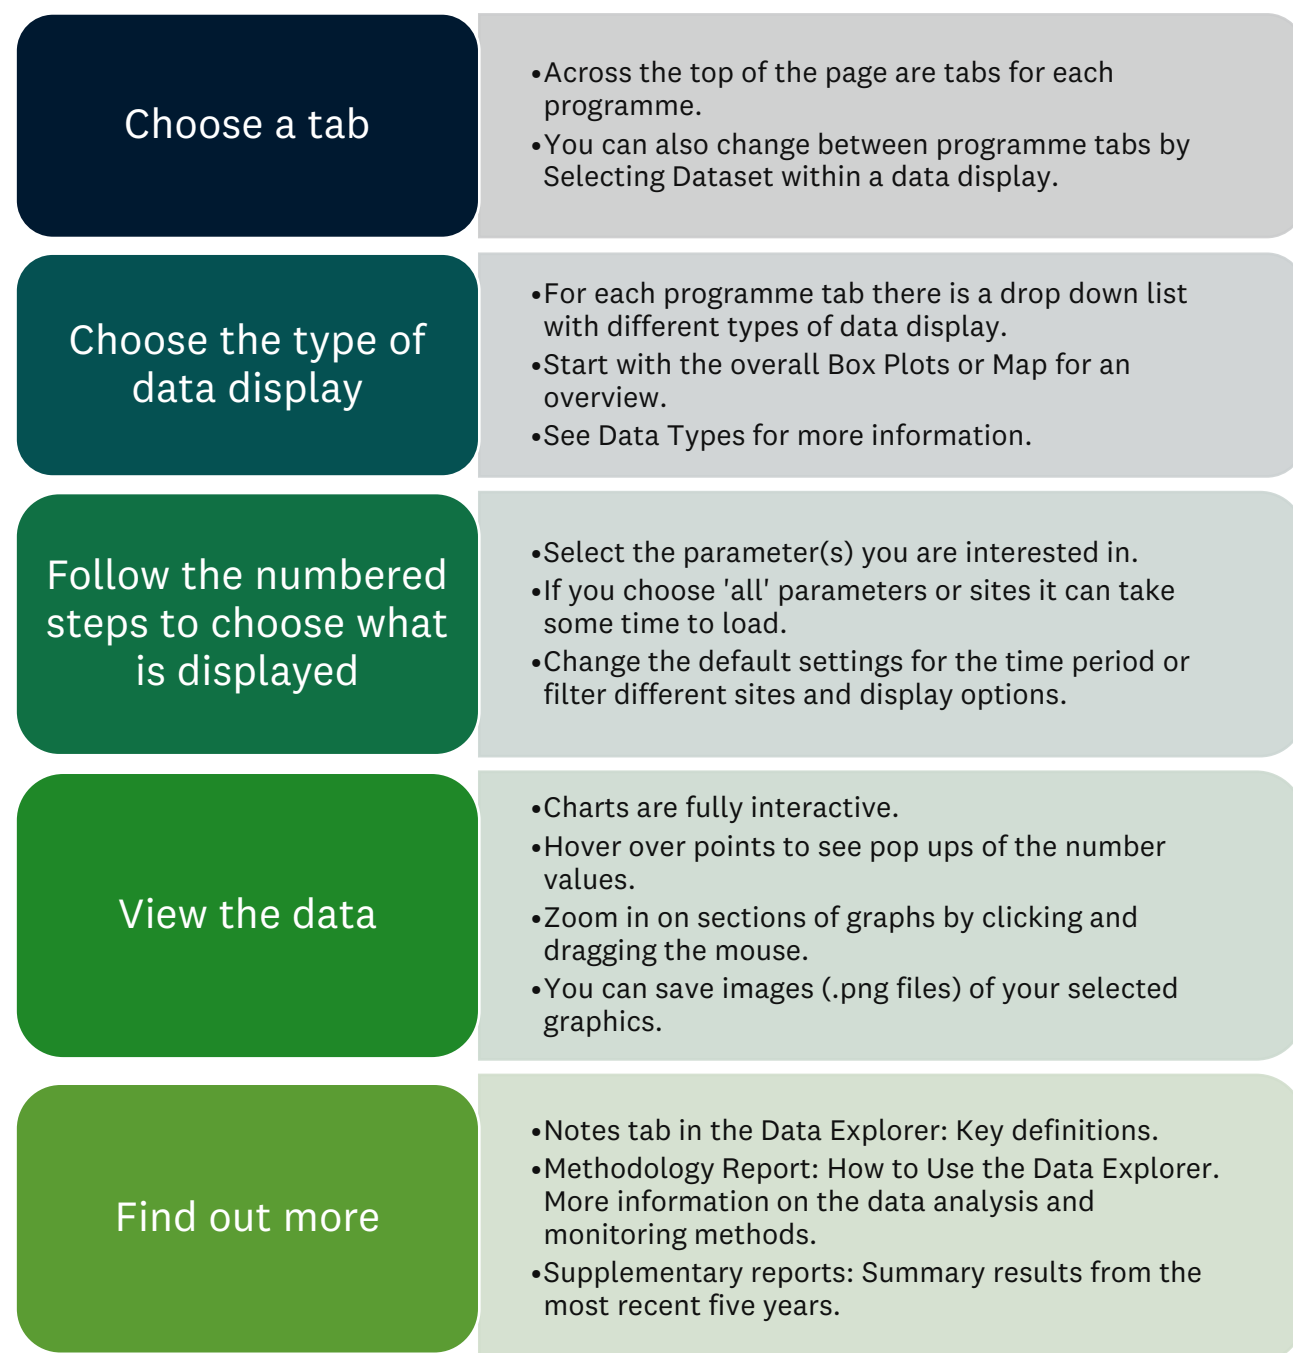 Choose a tab
•Across the top of the page are tabs for each
programme.
•You can also change between programme tabs by
Selecting Dataset within a data display.
Choose the type of
data display
•For each programme tab there is a drop down list
with different types of data display.
•Start with the overall Box Plots or Map for an
overview.
•See Data Types for more information.
Follow the numbered
steps to choose what
is displayed
•Select the parameter(s) you are interested in.
•If you choose 'all' parameters or sites it can take
some time to load.
•Change the default settings for the time period or
filter different sites and display options.
View the data
•Charts are fully interactive.
•Hover over points to see pop ups of the number
values.
•Zoom in on sections of graphs by clicking and
dragging the mouse.
•You can save images (.png files) of your selected
graphics.
Find out more
•Notes tab in the Data Explorer: Key definitions.
•Methodology Report: How to Use the Data Explorer.
More information on the data analysis and
monitoring methods.
•Supplementary reports: Summary results from the
most recent five years.